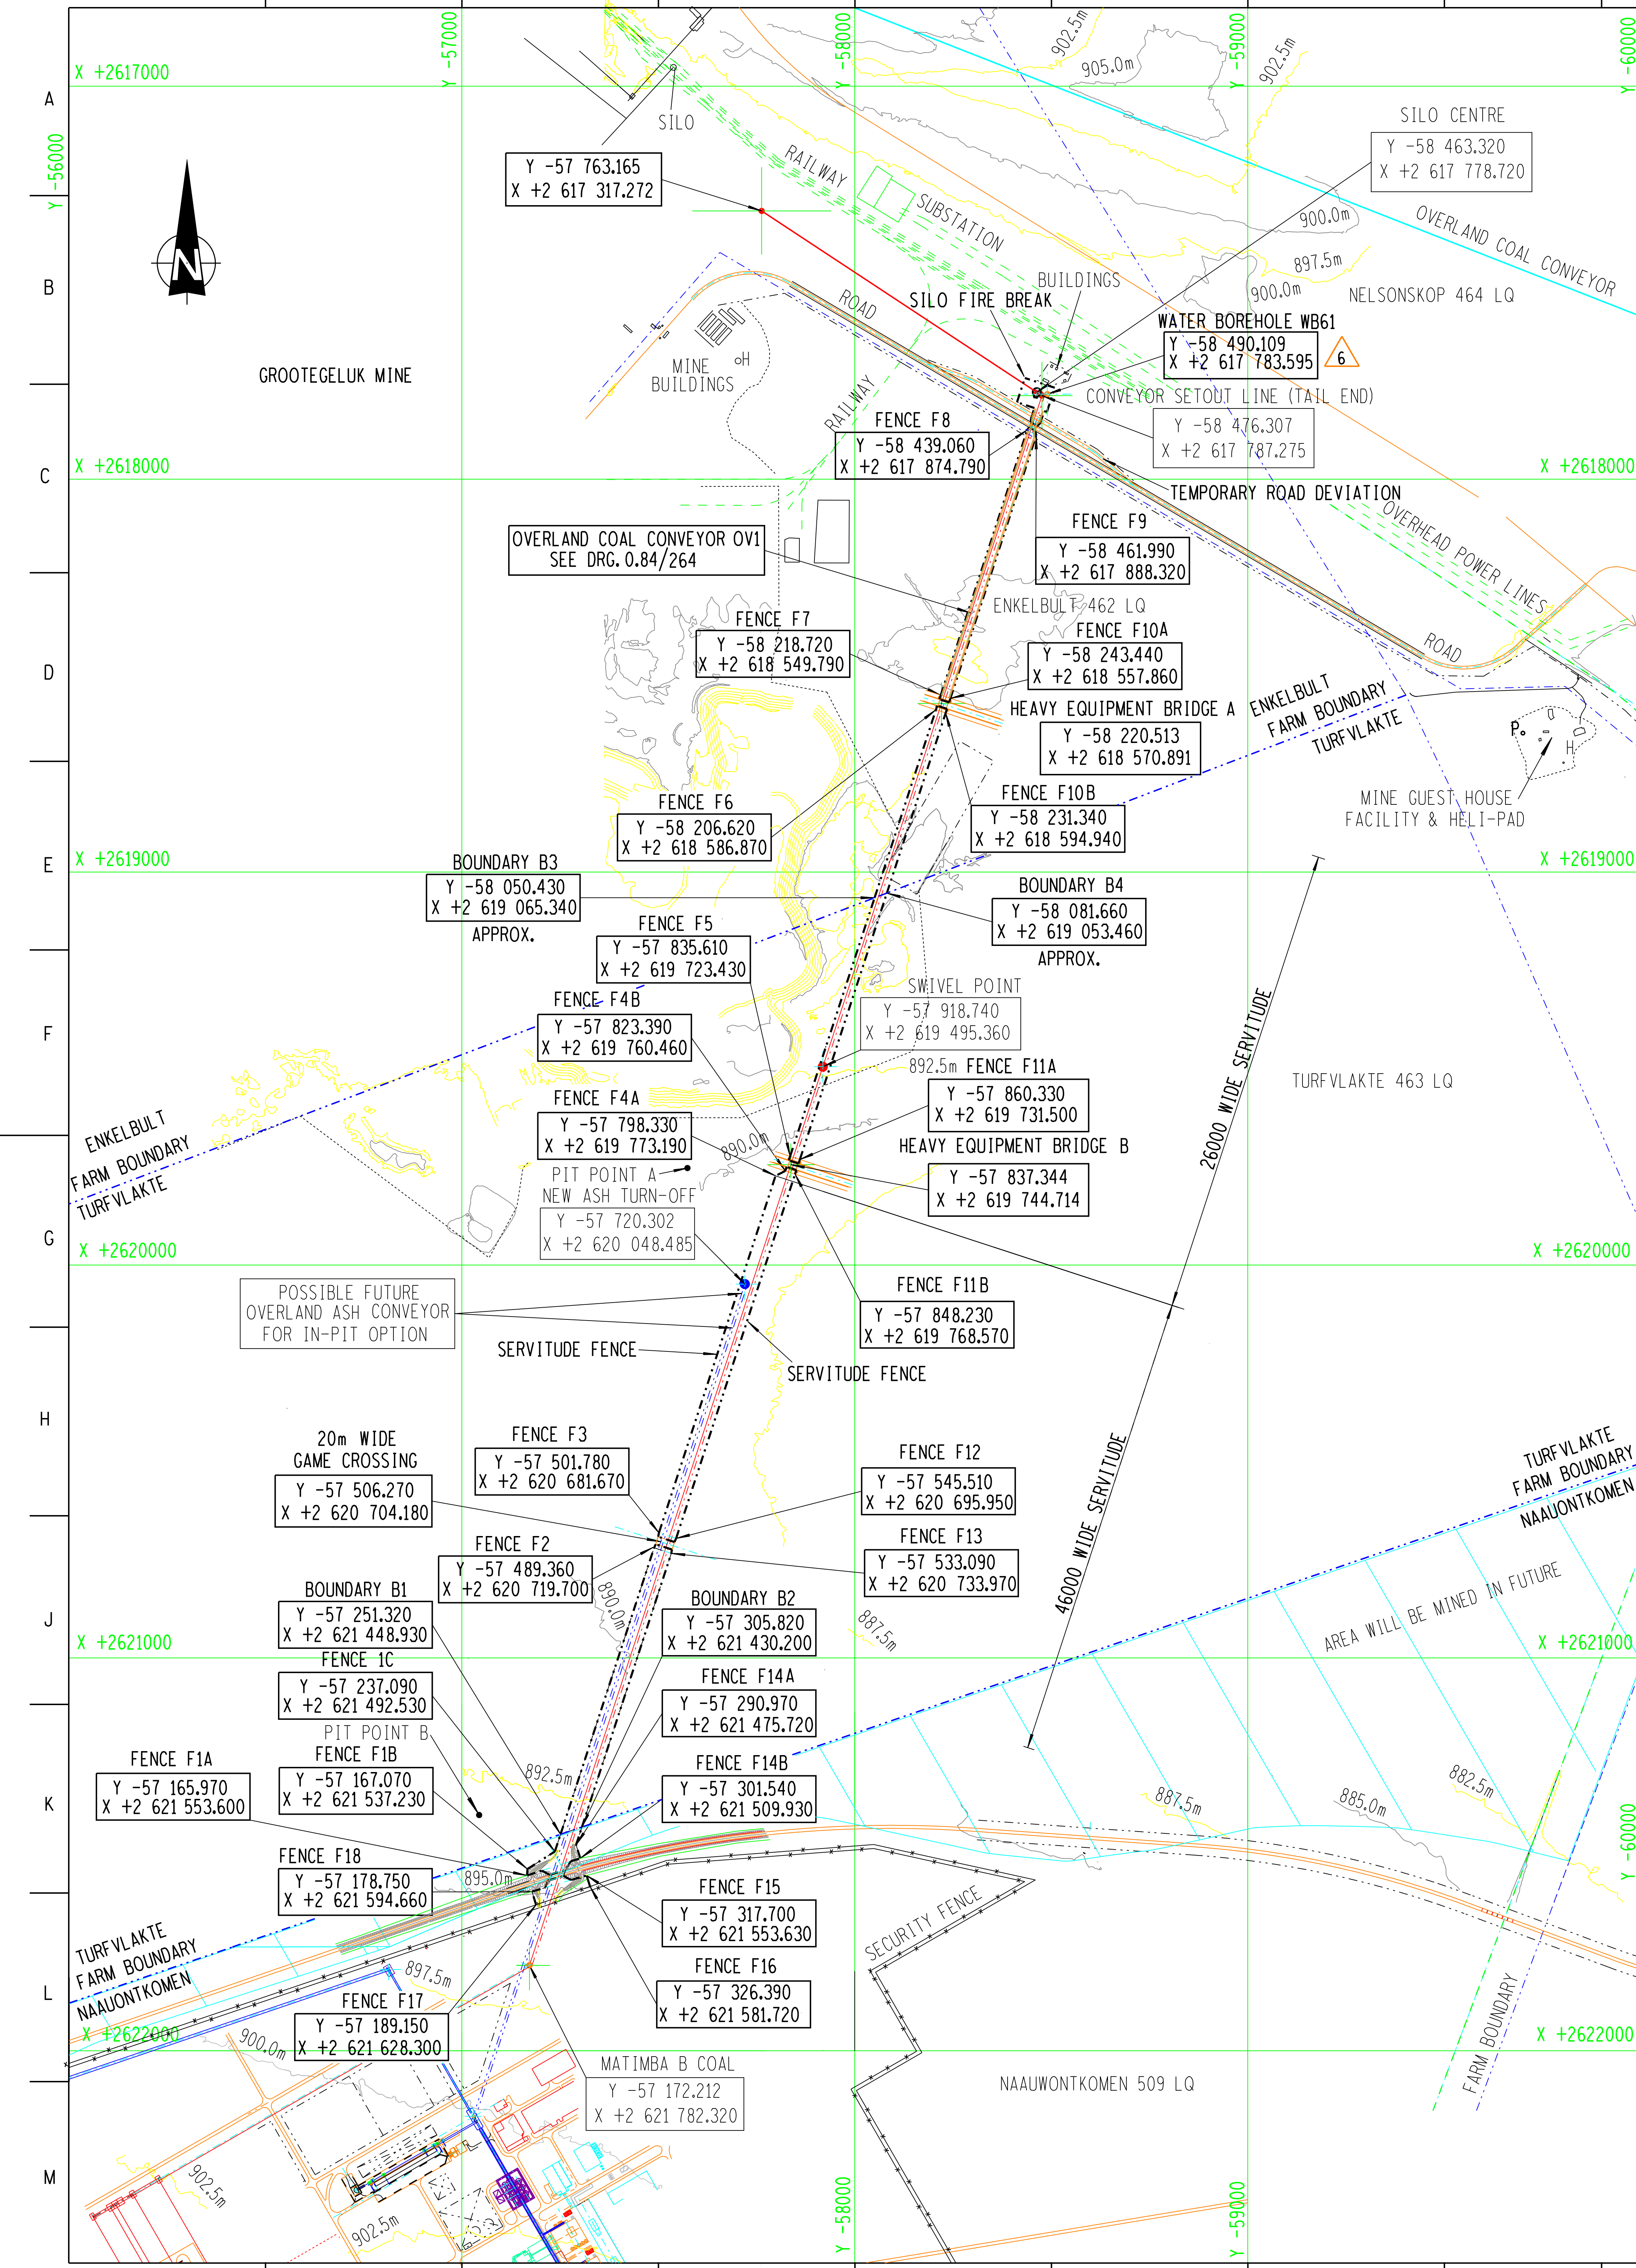 Y -57000
Y -58000
Y -59000
Y -60000
X +2617000
A
Y -56000
902.5m
905.0m
902.5m
SILO CENTRE
Y -58 463.320
X +2 617 778.720
SILO
Y -57 763.165
X +2 617 317.272
RAILWAY
SUBSTATION
900.0m
OVERLAND COAL CONVEYOR
N
B
897.5m
900.0m
BUILDINGS
NELSONSKOP 464 LQ
SILO FIRE BREAK
ROAD
WATER BOREHOLE WB61
Y -58 490.109
X +2 617 783.595
6
MINE
BUILDINGS
H
GROOTEGELUK MINE
CONVEYOR SETOUT LINE (TAIL END)
Y -58 476.307
X +2 617 787.275
RAILWAY
FENCE F8
Y -58 439.060
X +2 617 874.790
C
X +2618000
X +2618000
TEMPORARY ROAD DEVIATION
OVERHEAD POWER LINES
FENCE F9
Y -58 461.990
X +2 617 888.320
OVERLAND COAL CONVEYOR OV1
SEE DRG. 0.84/264
ENKELBULT 462 LQ
FENCE F7
Y -58 218.720
X +2 618 549.790
FENCE F10A
Y -58 243.440
X +2 618 557.860
ROAD
D
HEAVY EQUIPMENT BRIDGE A
Y -58 220.513
X +2 618 570.891
ENKELBULT
FARM BOUNDARY
TURFVLAKTE
P
H
MINE GUEST HOUSE
FACILITY & HELI-PAD
FENCE F6
Y -58 206.620
X +2 618 586.870
FENCE F10B
Y -58 231.340
X +2 618 594.940
E
X +2619000
X +2619000
BOUNDARY B3
Y -58 050.430
X +2 619 065.340
APPROX.
BOUNDARY B4
Y -58 081.660
X +2 619 053.460
APPROX.
FENCE F5
Y -57 835.610
X +2 619 723.430
SWIVEL POINT
Y -57 918.740
X +2 619 495.360
FENCE F4B
Y -57 823.390
X +2 619 760.460
F
26000 WIDE SERVITUDE
892.5m
FENCE F11A
Y -57 860.330
X +2 619 731.500
TURFVLAKTE 463 LQ
FENCE F4A
Y -57 798.330
X +2 619 773.190
890.0m
ENKELBULT
FARM BOUNDARY
TURFVLAKTE
HEAVY EQUIPMENT BRIDGE B
Y -57 837.344
X +2 619 744.714
PIT POINT A
NEW ASH TURN-OFF
Y -57 720.302
X +2 620 048.485
G
X +2620000
X +2620000
POSSIBLE FUTURE
OVERLAND ASH CONVEYOR
FOR IN-PIT OPTION
FENCE F11B
Y -57 848.230
X +2 619 768.570
SERVITUDE FENCE
SERVITUDE FENCE
H
20m WIDE
GAME CROSSING
Y -57 506.270
X +2 620 704.180
FENCE F3
Y -57 501.780
X +2 620 681.670
FENCE F12
Y -57 545.510
X +2 620 695.950
46000 WIDE SERVITUDE
TURFVLAKTE
FARM BOUNDARY
NAAUONTKOMEN
FENCE F2
Y -57 489.360
X +2 620 719.700
FENCE F13
Y -57 533.090
X +2 620 733.970
J
BOUNDARY B1
Y -57 251.320
X +2 621 448.930
890.0m
BOUNDARY B2
Y -57 305.820
X +2 621 430.200
887.5m
AREA WILL BE MINED IN FUTURE
X +2621000
X +2621000
FENCE 1C
Y -57 237.090
X +2 621 492.530
FENCE F14A
Y -57 290.970
X +2 621 475.720
PIT POINT B
FENCE F1A
Y -57 165.970
X +2 621 553.600
FENCE F1B
Y -57 167.070
X +2 621 537.230
892.5m
FENCE F14B
Y -57 301.540
X +2 621 509.930
K
887.5m
885.0m
882.5m
Y -60000
FENCE F18
Y -57 178.750
X +2 621 594.660
895.0m
FENCE F15
Y -57 317.700
X +2 621 553.630
SECURITY FENCE
TURFVLAKTE
FARM BOUNDARY
NAAUONTKOMEN
897.5m
L
FENCE F16
Y -57 326.390
X +2 621 581.720
FENCE F17
Y -57 189.150
X +2 621 628.300
X +2622000
X +2622000
900.0m
FARM BOUNDARY
MATIMBA B COAL
Y -57 172.212
X +2 621 782.320
NAAUWONTKOMEN 509 LQ
M
902.5m
902.5m
Y -58000
Y -59000